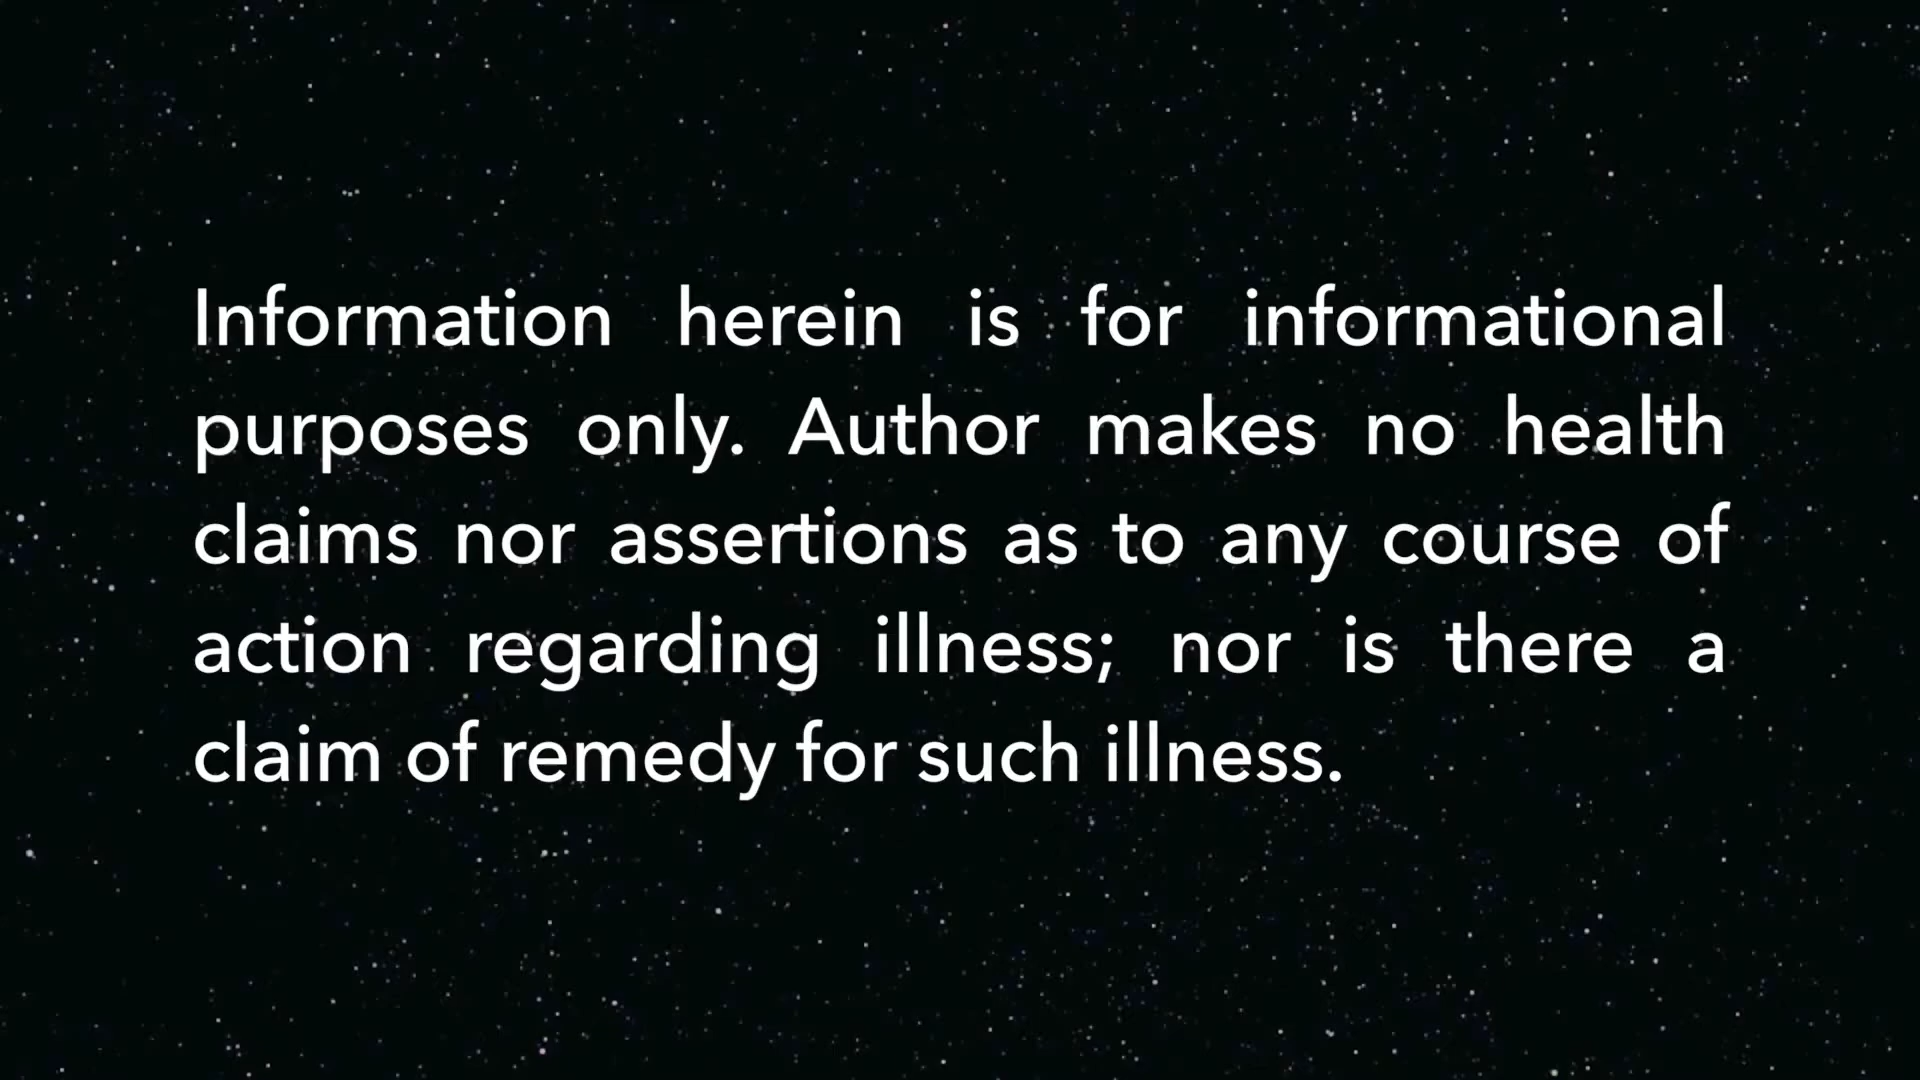 Information herein is for informational
purposes only. Author makes no health
claims nor assertions as to any course of
action regarding illness; nor is there a
claim of remedy for such illness.